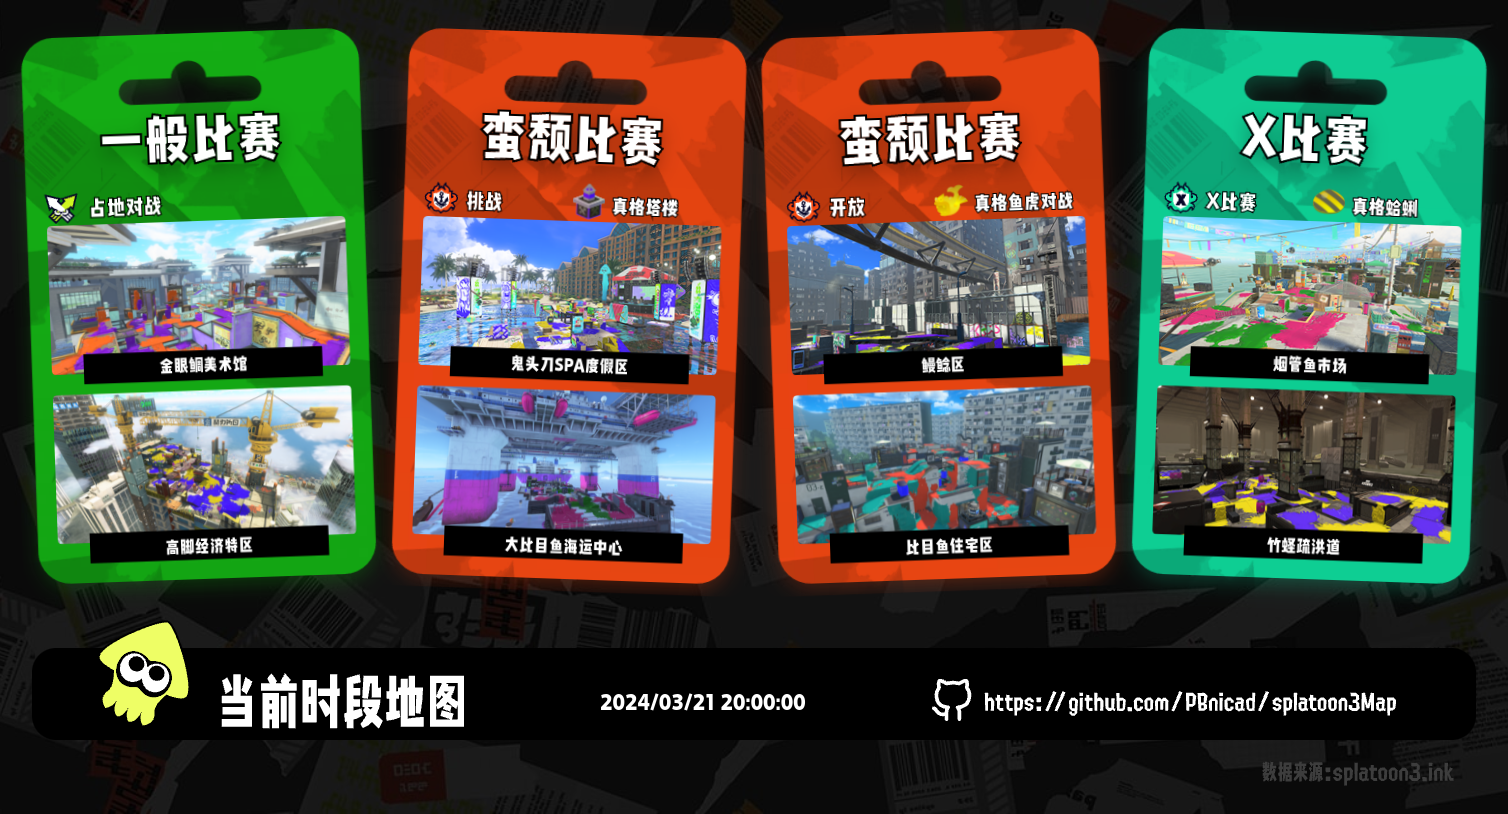 一般比赛
占地对战
金眼鲷美术馆
高脚经济特区
蛮颓比赛
挑战
真格塔楼
鬼头刀SPA度假区
大比目鱼海运中心
蛮颓比赛
开放
真格鱼虎对战
鳗鲶区
比目鱼住宅区
X比赛
X比赛
真格蛤蜊
烟管鱼市场
竹蛏疏洪道
当前时段地图
2024/03/21 20:00:00
https://github.com/PBnicad/splatoon3Map
数据来源:splatoon3.ink